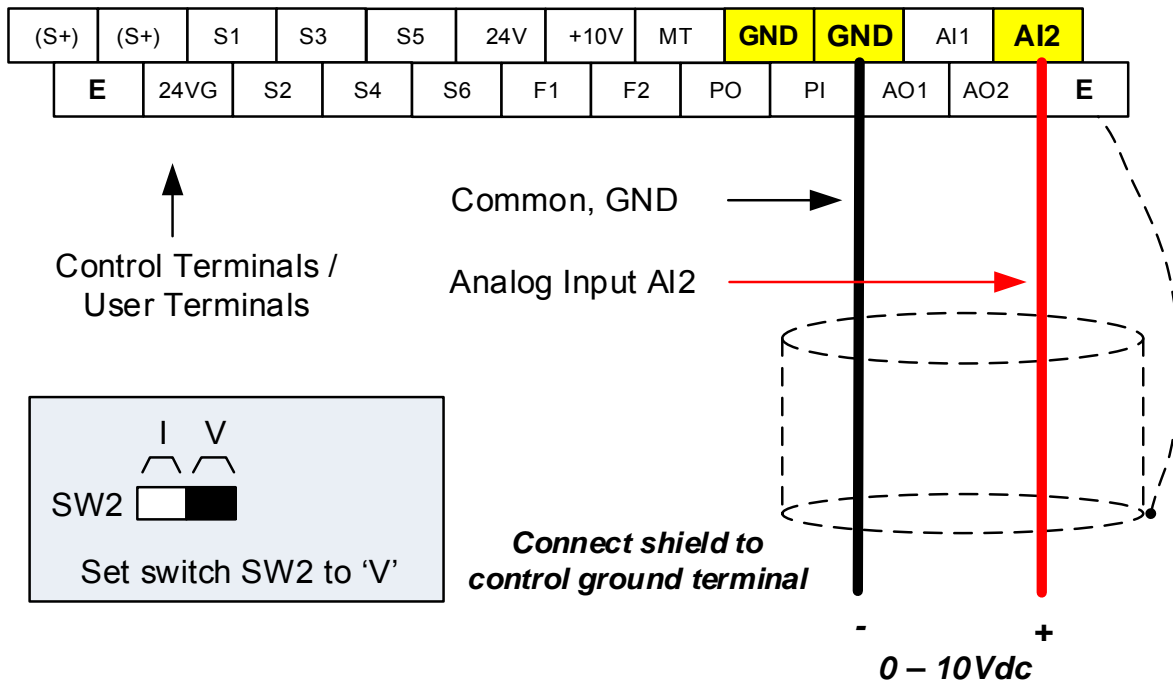 (S+) (S+) S1 S3 S5 24V +10V MT GND GND AI1 AI2
E 24VG S2 S4 S6 F1 F2 PO PI AO1 AO2 E
Common, GND
Control Terminals /
User Terminals
Analog Input AI2
I V
SW2
Set switch SW2 to ‘V’
Connect shield to
control ground terminal
- +
0 – 10Vdc